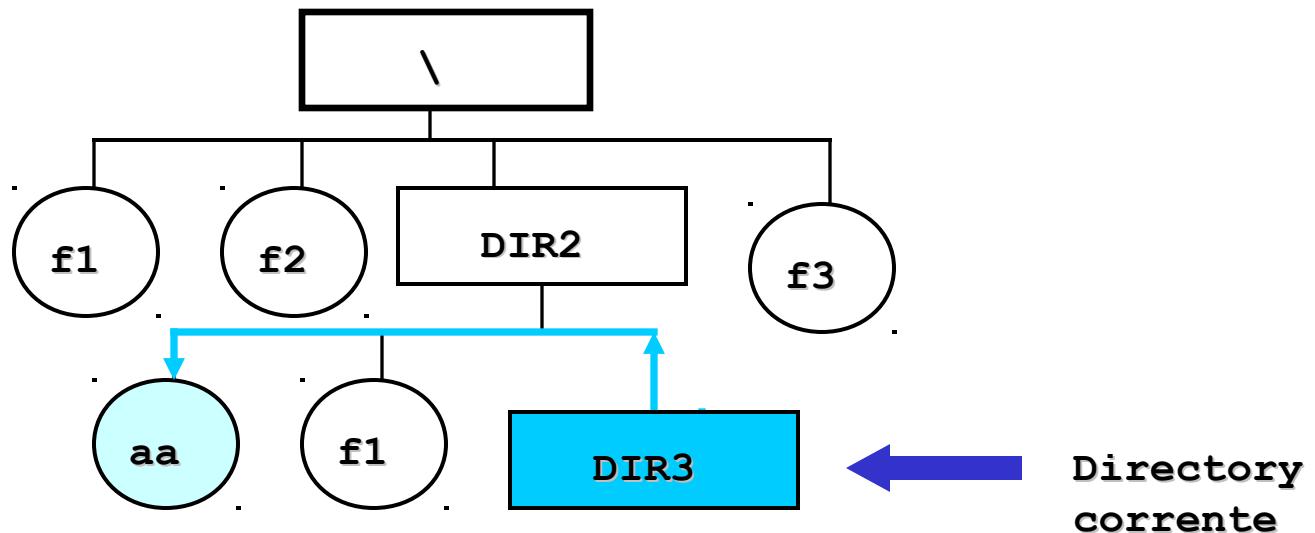 \
f1
f2
DIR2
f3
aa
f1
DIR3
Directory
corrente